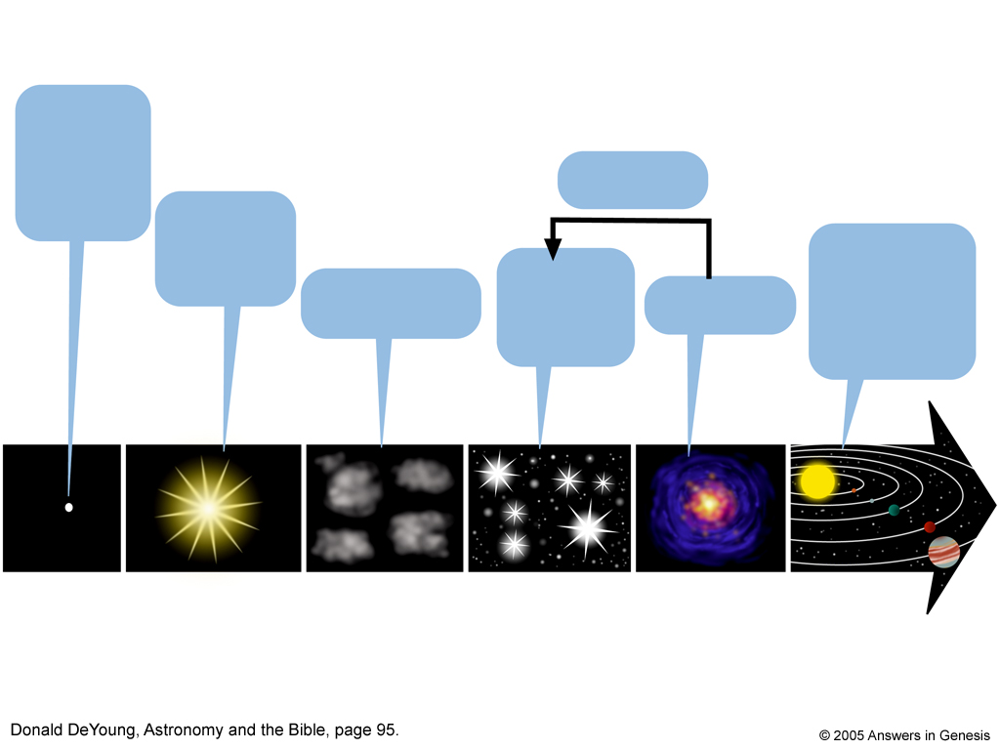 Donald DeYoung, Astronomy and the Bible, page 95.
© 2005 Answers in Genesis